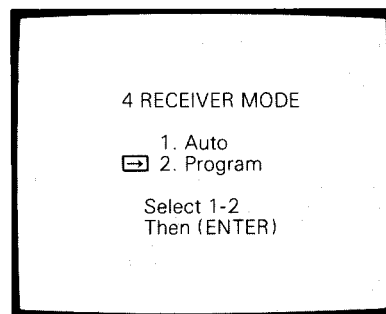 4 RECEIVER MODE
1. Auto
→ 2. Program
Select 1-2
Then (ENTER)